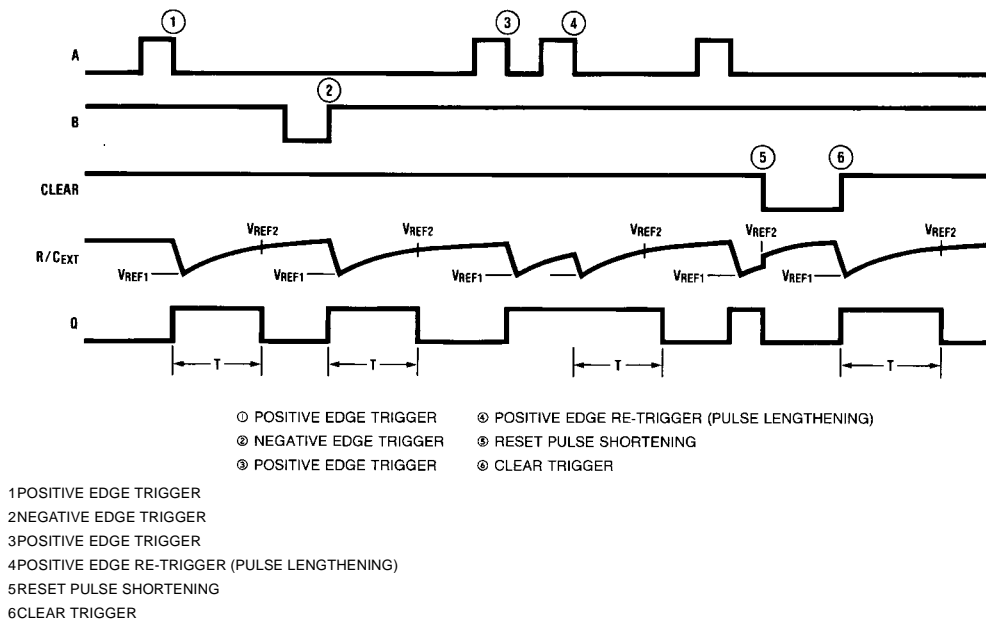 ① ③ ④
A
②
B
⑤ ⑥
CLEAR
VREF2 VREF2 VREF2 VREF2 VREF2
R/CEXT
VREF1 VREF1 VREF1 VREF1 VREF1
Q
T T T T
① POSITIVE EDGE TRIGGER ④ POSITIVE EDGE RE-TRIGGER (PULSE LENGTHENING)
② NEGATIVE EDGE TRIGGER ⑤ RESET PULSE SHORTENING
③ POSITIVE EDGE TRIGGER ⑥ CLEAR TRIGGER
1POSITIVE EDGE TRIGGER
2NEGATIVE EDGE TRIGGER
3POSITIVE EDGE TRIGGER
4POSITIVE EDGE RE-TRIGGER (PULSE LENGTHENING)
5RESET PULSE SHORTENING
6CLEAR TRIGGER